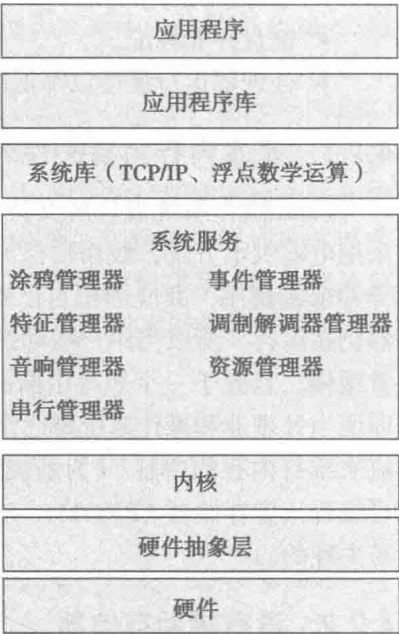 应用程序
应用程序库
系统库（TCP/IP、浮点数学运算）
系统服务
涂鸦管理器 事件管理器
特征管理器 调制解调器管理器
音响管理器 资源管理器
串行管理器
内核
硬件抽象层
硬件